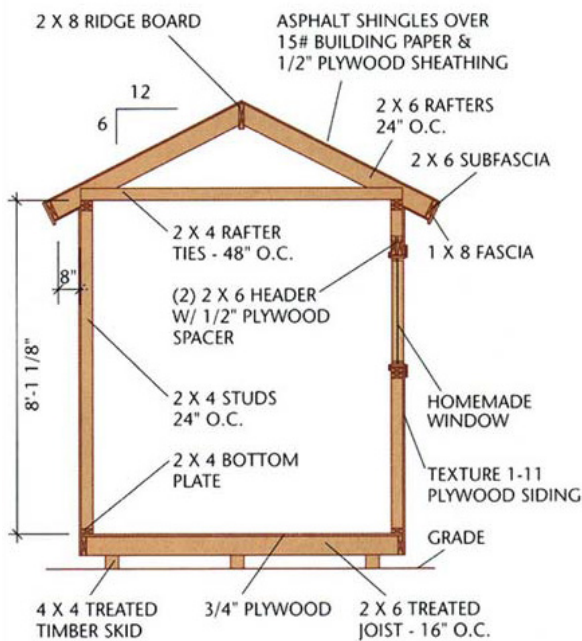 2 X 8 RIDGE BOARD
ASPHALT SHINGLES OVER
15# BUILDING PAPER &
1/2" PLYWOOD SHEATHING
12
6
2 X 6 RAFTERS
24" O.C.
2 X 6 SUBFASCIA
2 X 4 RAFTER
TIES - 48" O.C.
1 X 8 FASCIA
8"
(2) 2 X 6 HEADER
W/ 1/2" PLYWOOD
SPACER
8'-1 1/8"
2 X 4 STUDS
24" O.C.
HOMEMADE
WINDOW
2 X 4 BOTTOM
PLATE
TEXTURE 1-11
PLYWOOD SIDING
GRADE
4 X 4 TREATED
TIMBER SKID
3/4" PLYWOOD
2 X 6 TREATED
JOIST - 16" O.C.